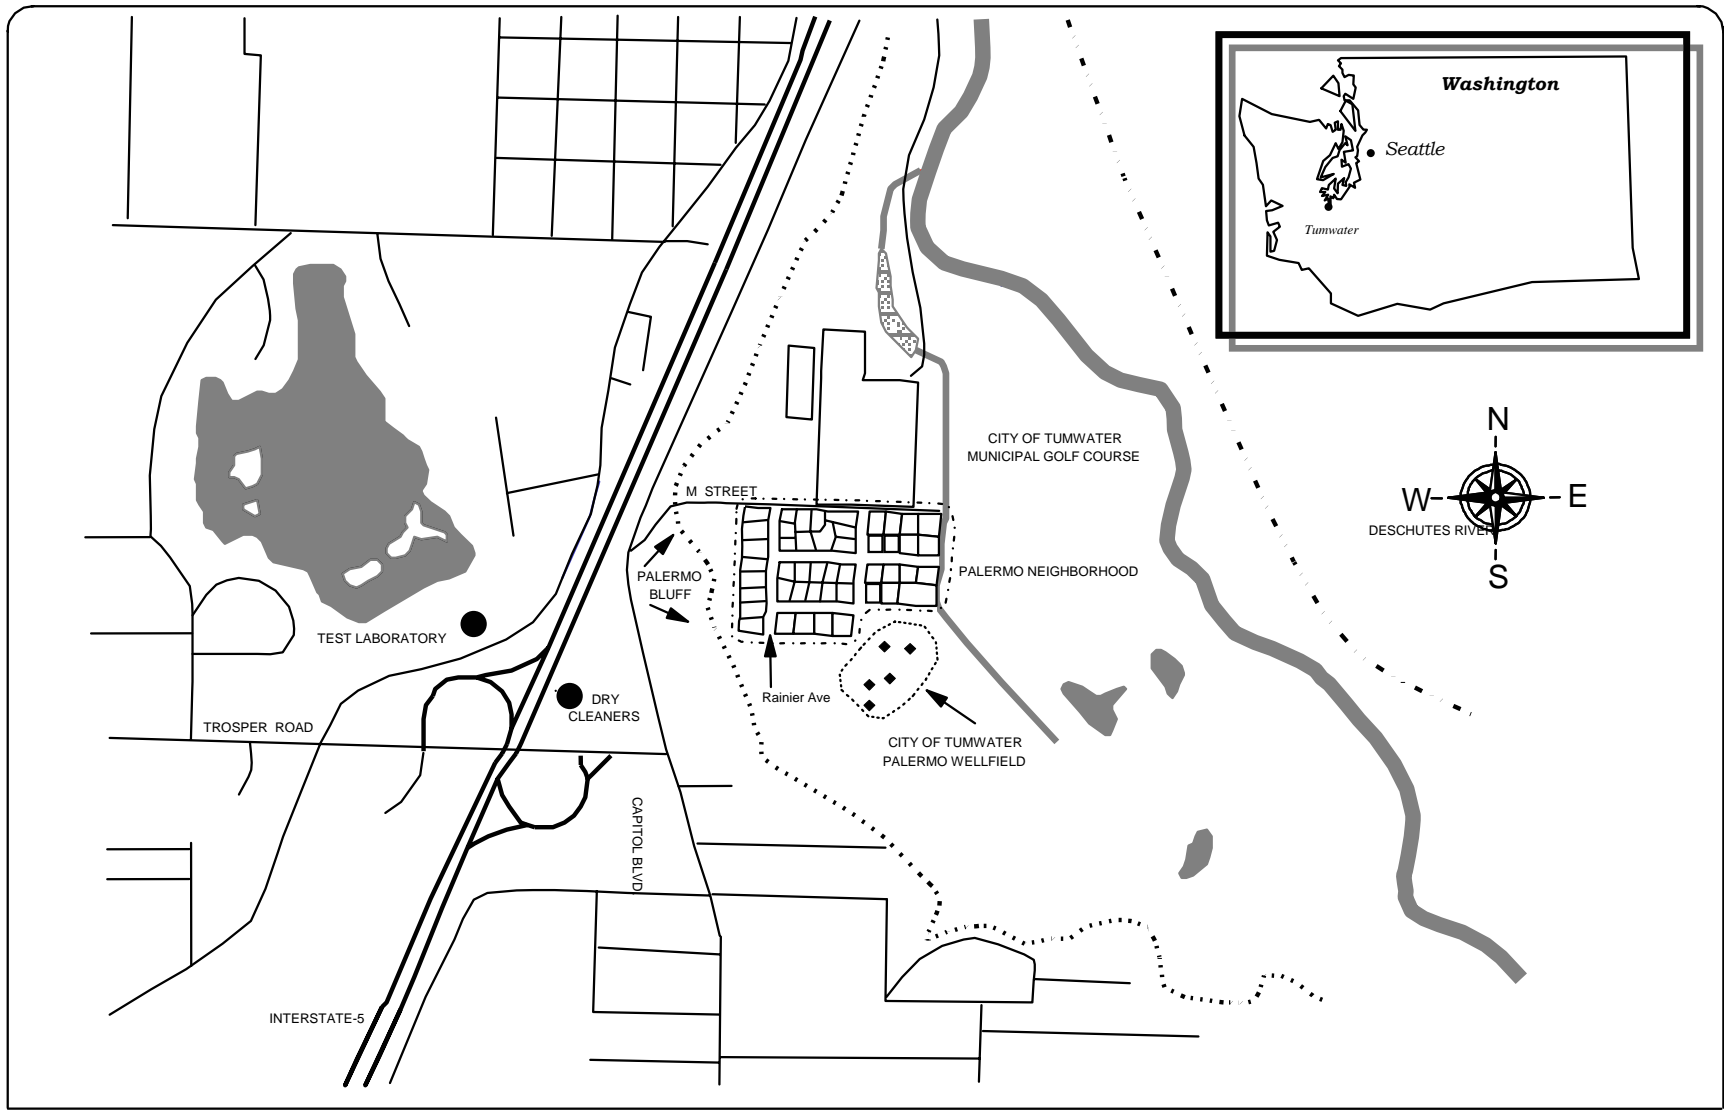 Washington
Seattle
Tumwater
N
W
E
S
CITY OF TUMWATER
MUNICIPAL GOLF COURSE
M STREET
DESCHUTES RIVER
PALERMO
BLUFF
PALERMO NEIGHBORHOOD
TEST LABORATORY
Rainier Ave
DRY
CLEANERS
TROSPER ROAD
CITY OF TUMWATER
PALERMO WELLFIELD
CAPITOL BLVD.
INTERSTATE-5